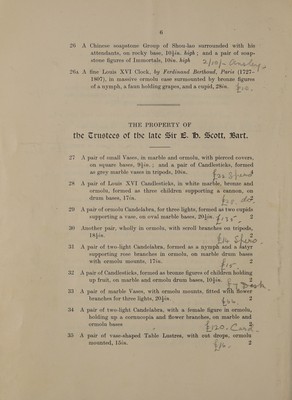 6
26 A Chinese soapstone Group of Shou-lao surrounded with his
attendants, on rocky base, 10½in. high; and a pair of soap-
stone figures of Immortals, 10in. high
26A A fine Louis XVI Clock, by Ferdinand Berthoud, Paris (1727-
1807), in massive ormolu case surmounted by bronze figures
of a nymph, a faun holding grapes, and a cupid, 28in.
THE PROPERTY OF
the Trustees of the late Sir E. D. Scott, Bart.
27 A pair of small Vases, in marble and ormolu, with pierced covers,
on square bases, 9½in.; and a pair of Candlesticks, formed
as grey marble vases in tripods, 10in.
28 A pair of Louis XVI Candlesticks, in white marble, bronze and
ormolu, formed as three children supporting a cannon, on
drum bases, 17in.
29 A pair of ormolu Candelabra, for three lights, formed as two cupids
supporting a vase, on oval marble bases, 20½in. 2
30 Another pair, wholly in ormolu, with scroll branches on tripods,
18½in. 2
31 A pair of two-light Candelabra, formed as a nymph and a satyr
supporting rose branches in ormolu, on marble drum bases
with ormolu mounts, 17in. 2
32 A pair of Candlesticks, formed as bronze figures of children holding
up fruit, on marble and ormolu drum bases, 10½in. 2
33 A pair of marble Vases, with ormolu mounts, fitted with flower
branches for three lights, 20½in. 2
34 A pair of two-light Candelabra, with a female figure in ormolu,
holding up a cornucopia and flower branches, on marble and
ormolu bases 2
35 A pair of vase-shaped Table Lustres, with cut drops, ormolu
mounted, 15in. 2